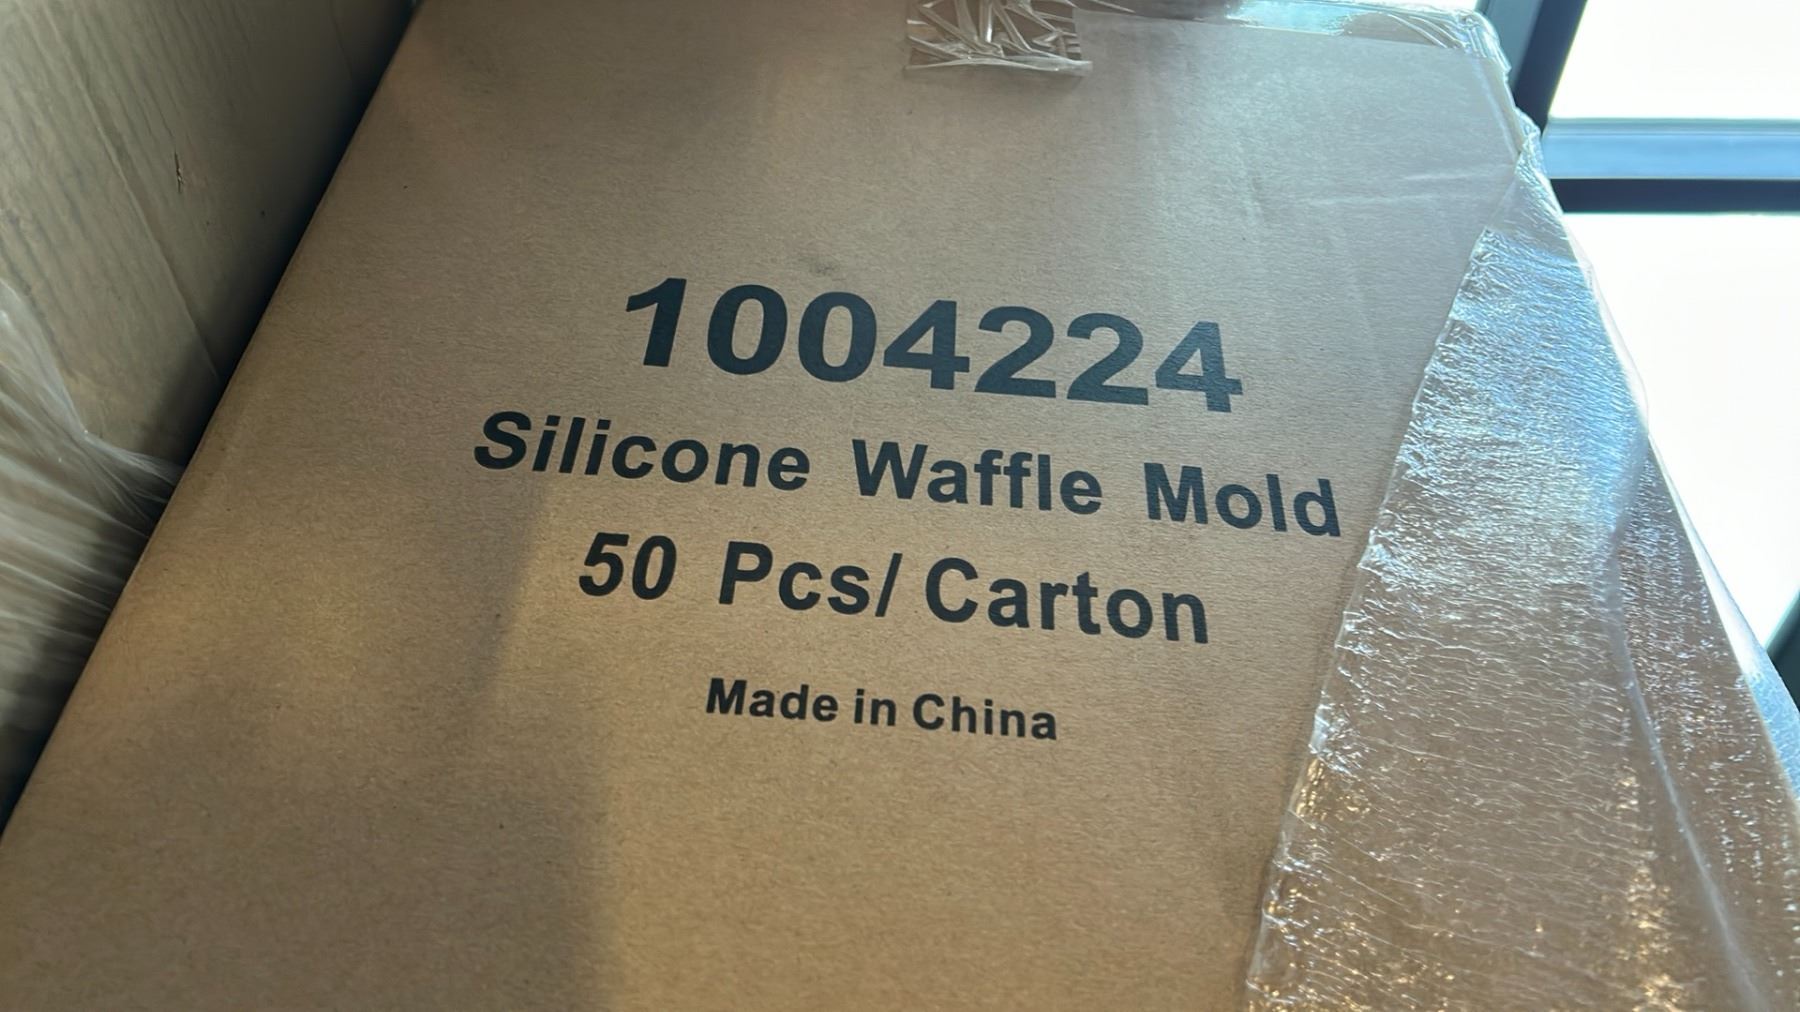 1004224
Silicone Waffle Mold
50 Pcs/ Carton
Made in China